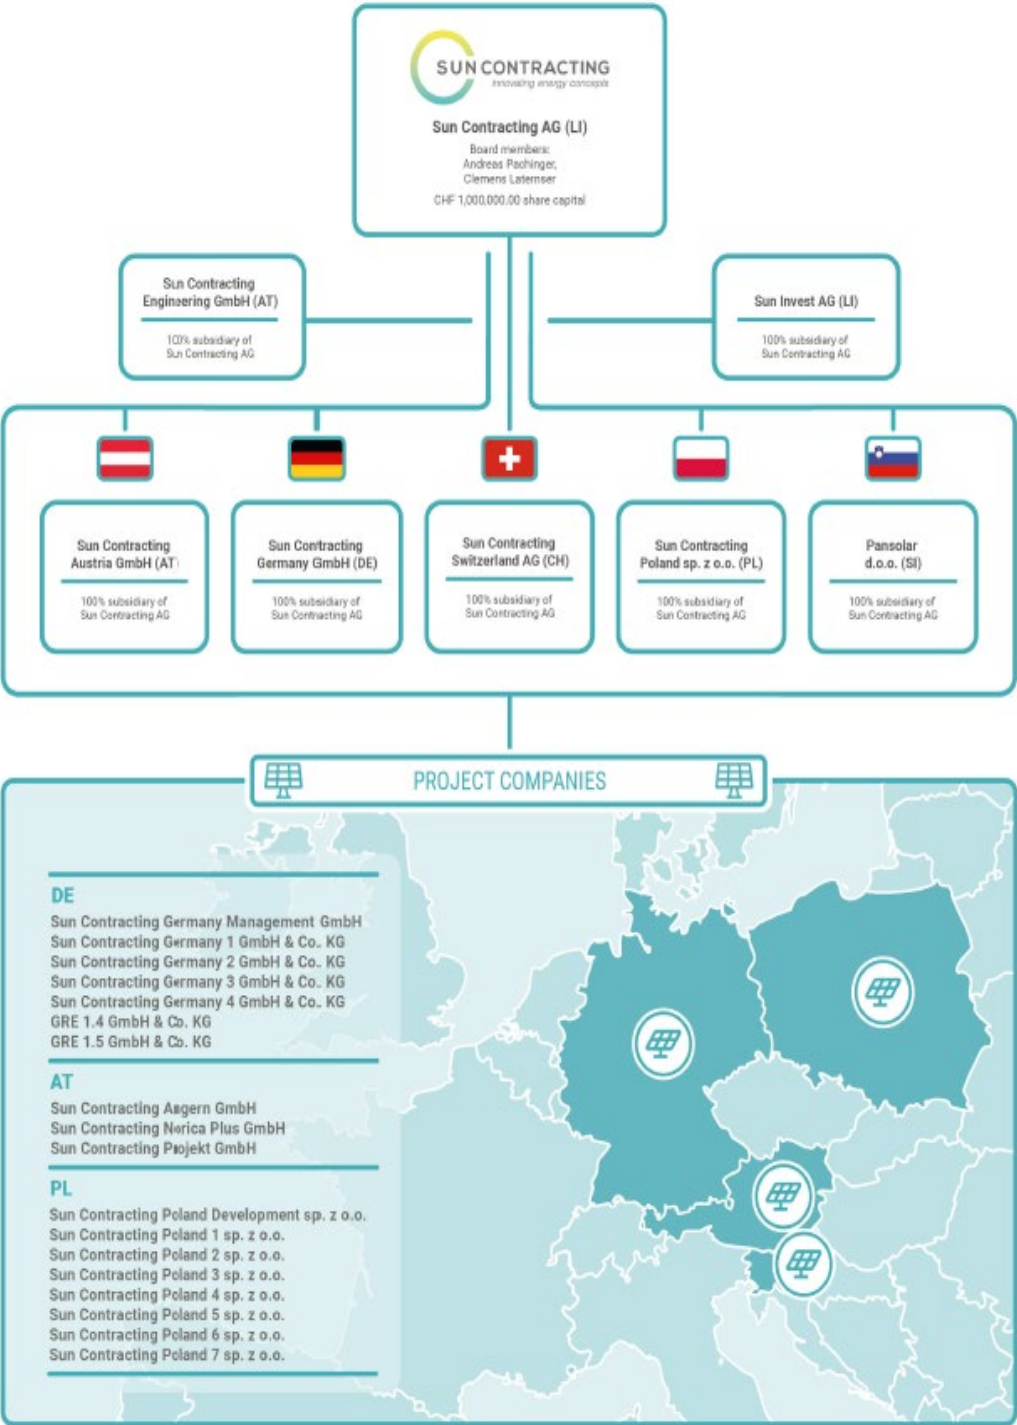 SUN CONTRACTING
innovating energy concepts
Sun Contracting AG (LI)
Board members:
Andreas Pachinger,
Clemens Laternser
CHF 1,000,000.00 share capital
Sun Contracting
Engineering GmbH (AT)
100% subsidiary of
Sun Contracting AG
Sun Invest AG (LI)
100% subsidiary of
Sun Contracting AG
Sun Contracting
Austria GmbH (AT)
100% subsidiary of
Sun Contracting AG
Sun Contracting
Germany GmbH (DE)
100% subsidiary of
Sun Contracting AG
Sun Contracting
Switzerland AG (CH)
100% subsidiary of
Sun Contracting AG
Sun Contracting
Poland sp. z o.o. (PL)
100% subsidiary of
Sun Contracting AG
Pansolar
d.o.o. (SI)
100% subsidiary of
Sun Contracting AG
PROJECT COMPANIES
DE
Sun Contracting Germany Management GmbH
Sun Contracting Germany 1 GmbH & Co. KG
Sun Contracting Germany 2 GmbH & Co. KG
Sun Contracting Germany 3 GmbH & Co. KG
Sun Contracting Germany 4 GmbH & Co. KG
GRE 1.4 GmbH & Co. KG
GRE 1.5 GmbH & Co. KG
AT
Sun Contracting Angern GmbH
Sun Contracting Norica Plus GmbH
Sun Contracting Projekt GmbH
PL
Sun Contracting Poland Development sp. z o.o.
Sun Contracting Poland 1 sp. z o.o.
Sun Contracting Poland 2 sp. z o.o.
Sun Contracting Poland 3 sp. z o.o.
Sun Contracting Poland 4 sp. z o.o.
Sun Contracting Poland 5 sp. z o.o.
Sun Contracting Poland 6 sp. z o.o.
Sun Contracting Poland 7 sp. z o.o.